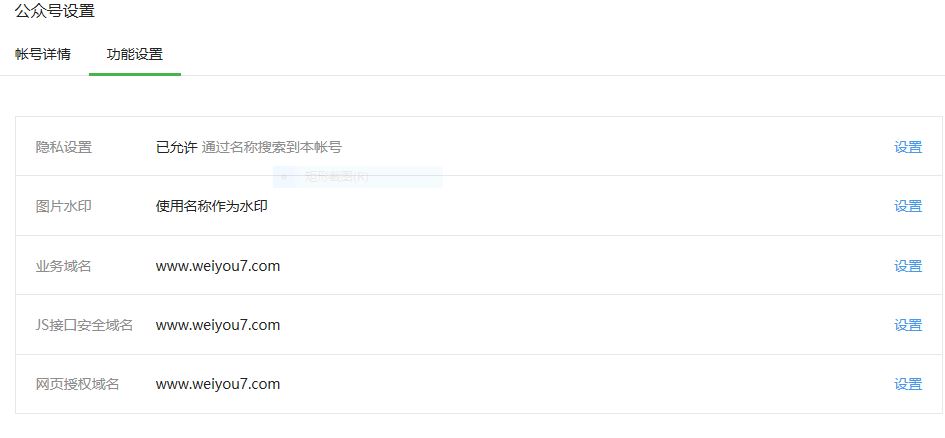 公众号设置
帐号详情 功能设置
隐私设置 已允许 通过名称搜索到本帐号 设置
矩形截图(R)
图片水印 使用名称作为水印 设置
业务域名 www.weiyou7.com 设置
JS接口安全域名 www.weiyou7.com 设置
网页授权域名 www.weiyou7.com 设置